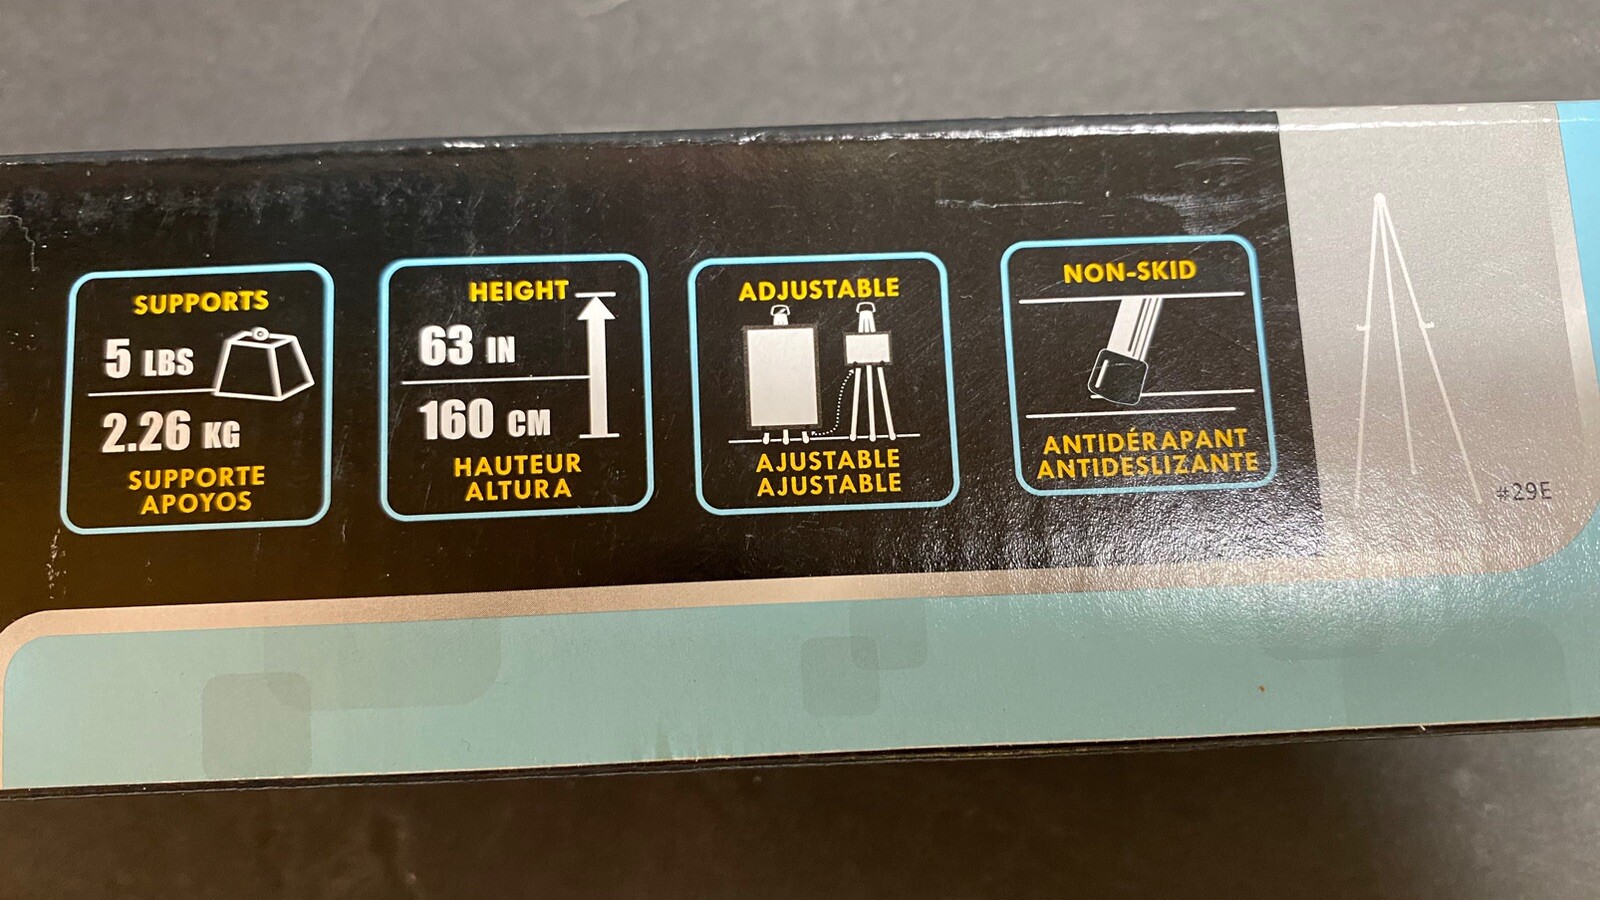 SUPPORTS
5 LBS
2.26 KG
SUPPORTE
APOYOS
HEIGHT
63 IN
160 CM
HAUTEUR
ALTURA
ADJUSTABLE
AJUSTABLE
AJUSTABLE
NON-SKID
ANTIDÉRAPANT
ANTIDESLIZANTE
#29E